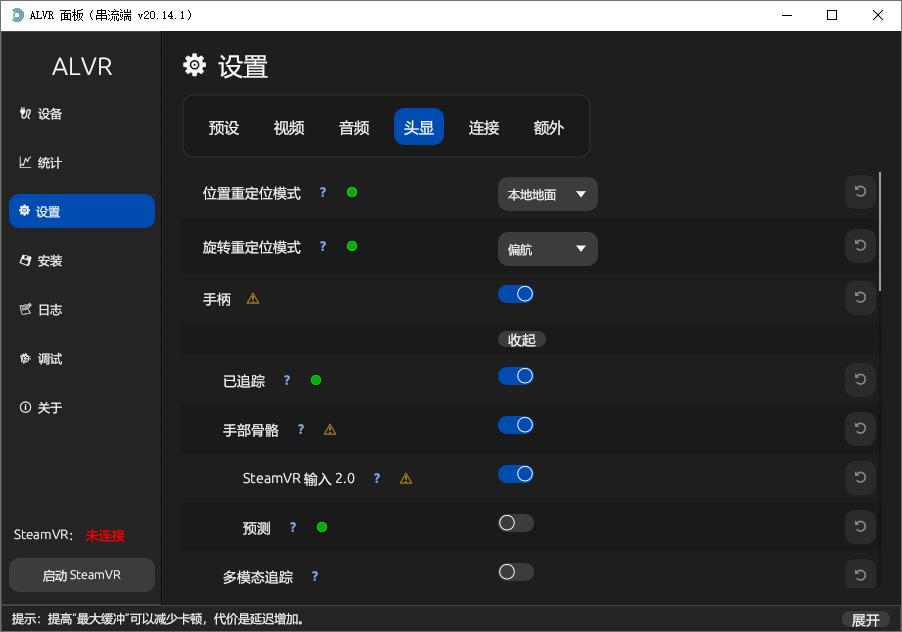 ALVR 面板（串流端 v20.14.1）
ALVR
设备
统计
设置
安装
日志
调试
关于
SteamVR： 未连接
启动 SteamVR
设置
预设 视频 音频 头显 连接 额外
位置重定位模式 ? 本地地面
旋转重定位模式 ? 偏航
手柄
收起
已追踪 ?
手部骨骼 ?
SteamVR 输入 2.0 ?
预测 ?
多模态追踪 ?
提示：提高"最大缓冲"可以减少卡顿，代价是延迟增加。 展开